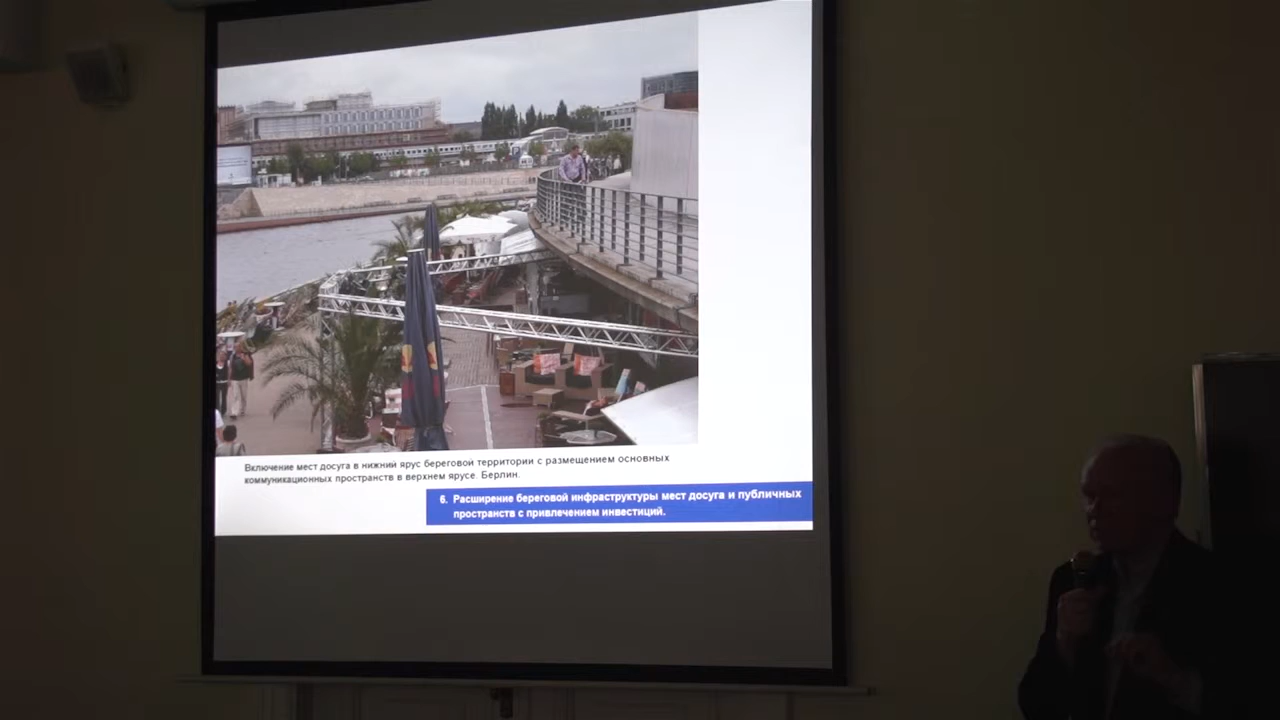 Включение мест досуга в нижний ярус береговой территории с размещением основных
коммуникационных пространств в верхнем ярусе. Берлин.
6. Расширение береговой инфраструктуры мест досуга и публичных
пространств с привлечением инвестиций.